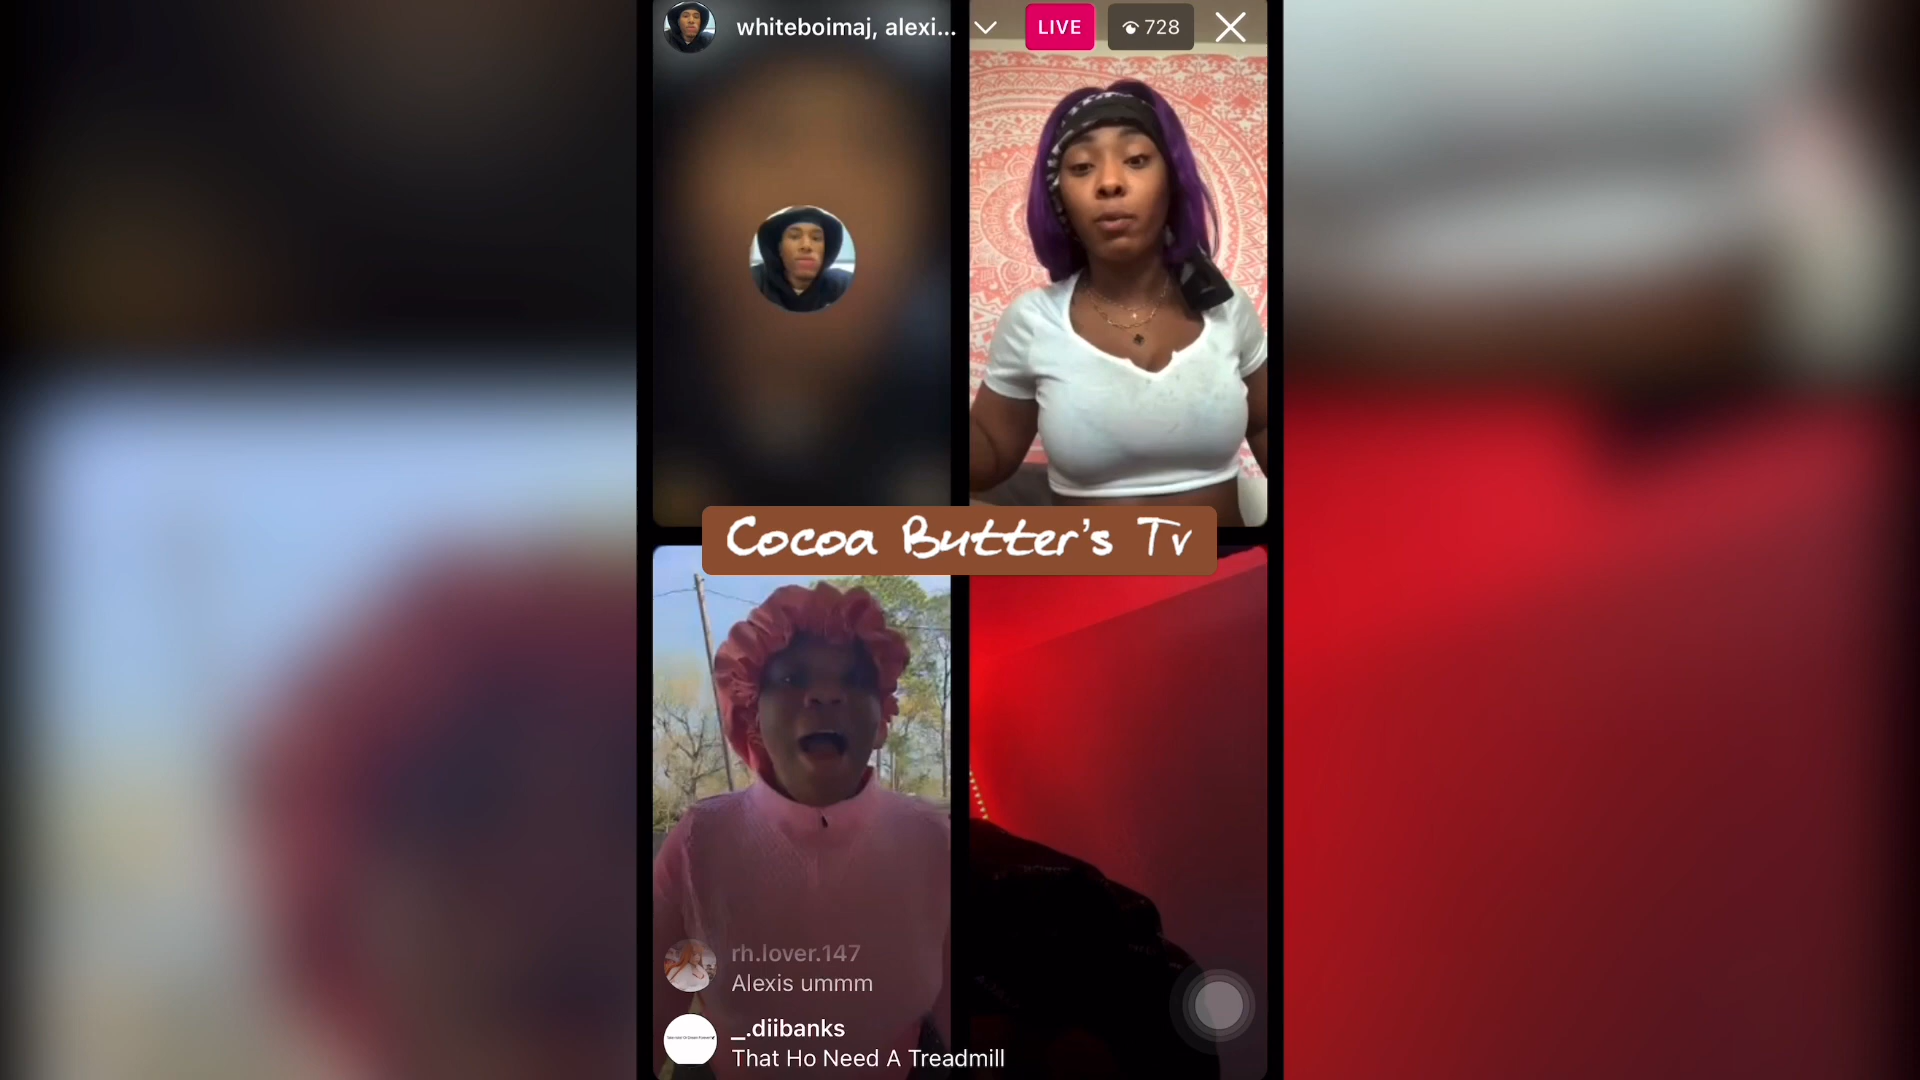 whiteboimaj, alexi...
LIVE
728
Cocoa Butter's Tv
rh.lover.147
Alexis ummm
_.diibanks
That Ho Need A Treadmill